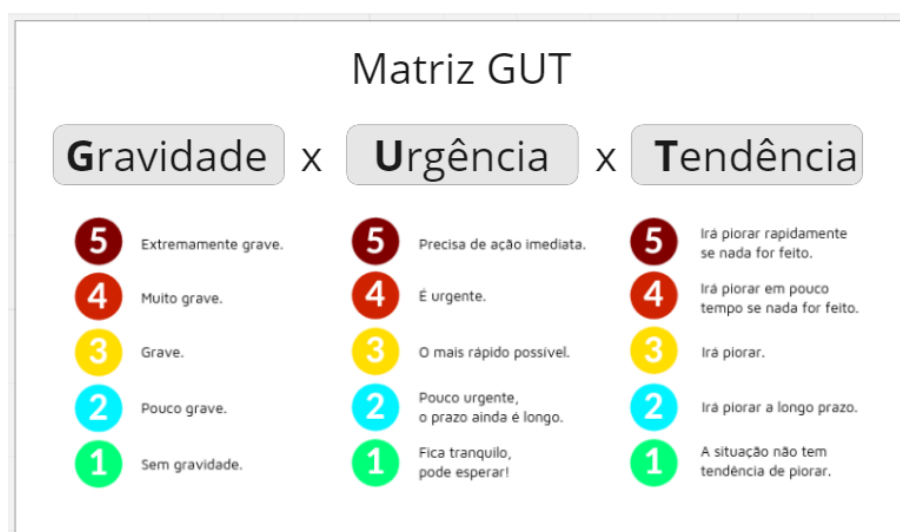 Matriz GUT
Gravidade x Urgência x Tendência
5 Extremamente grave.
4 Muito grave.
3 Grave.
2 Pouco grave.
1 Sem gravidade.
5 Precisa de ação imediata.
4 É urgente.
3 O mais rápido possível.
2 Pouco urgente,
o prazo ainda é longo.
1 Fica tranquilo,
pode esperar!
5 Irá piorar rapidamente
se nada for feito.
4 Irá piorar em pouco
tempo se nada for feito.
3 Irá piorar.
2 Irá piorar a longo prazo.
1 A situação não tem
tendência de piorar.